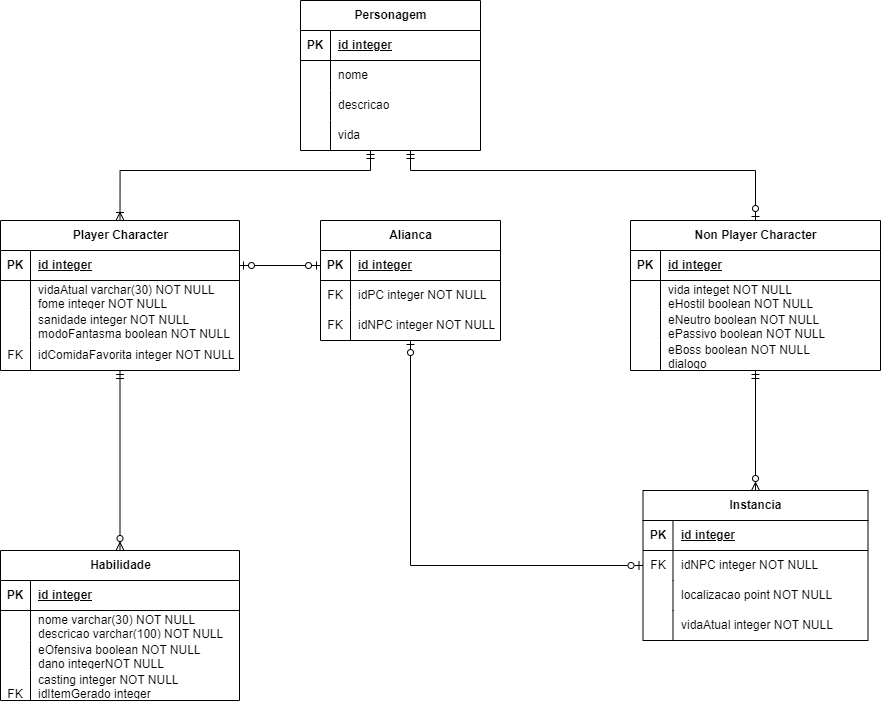 Personagem
PK id integer
nome
descricao
vida
Player Character
PK id integer
vidaAtual varchar(30) NOT NULL
fome integer NOT NULL
sanidade integer NOT NULL
modoFantasma boolean NOT NULL
FK idComidaFavorita integer NOT NULL
Alianca
PK id integer
FK idPC integer NOT NULL
FK idNPC integer NOT NULL
Non Player Character
PK id integer
vida integet NOT NULL
eHostil boolean NOT NULL
eNeutro boolean NOT NULL
ePassivo boolean NOT NULL
eBoss boolean NOT NULL
dialogo
Habilidade
PK id integer
nome varchar(30) NOT NULL
descricao varchar(100) NOT NULL
eOfensiva boolean NOT NULL
dano integerNOT NULL
casting integer NOT NULL
FK idItemGerado integer
Instancia
PK id integer
FK idNPC integer NOT NULL
localizacao point NOT NULL
vidaAtual integer NOT NULL